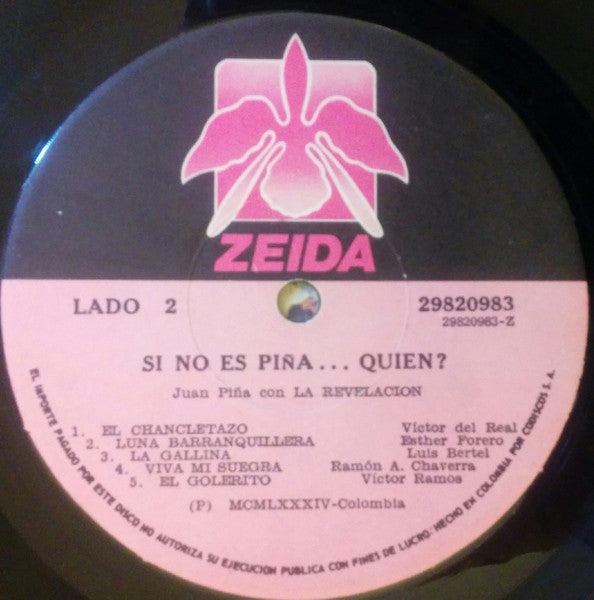 ZEIDA
LADO 2
29820983
29820983-Z
SI NO ES PIÑA... QUIEN?
Juan Piña con LA REVELACION
1. EL CHANCLETAZO Víctor del Real
2. LUNA BARRANQUILLERA Esther Forero
3. LA GALLINA Luis Bertel
4. VIVA MI SUEGRA Ramón A. Chaverra
5. EL GOLERITO Víctor Ramos
(P) MCMLXXXIV-Colombia
EL IMPORTE PAGADO POR ESTE DISCO NO AUTORIZA SU EJECUCION PUBLICA CON FINES DE LUCRO. HECHO EN COLOMBIA POR CODISCOS S.A.